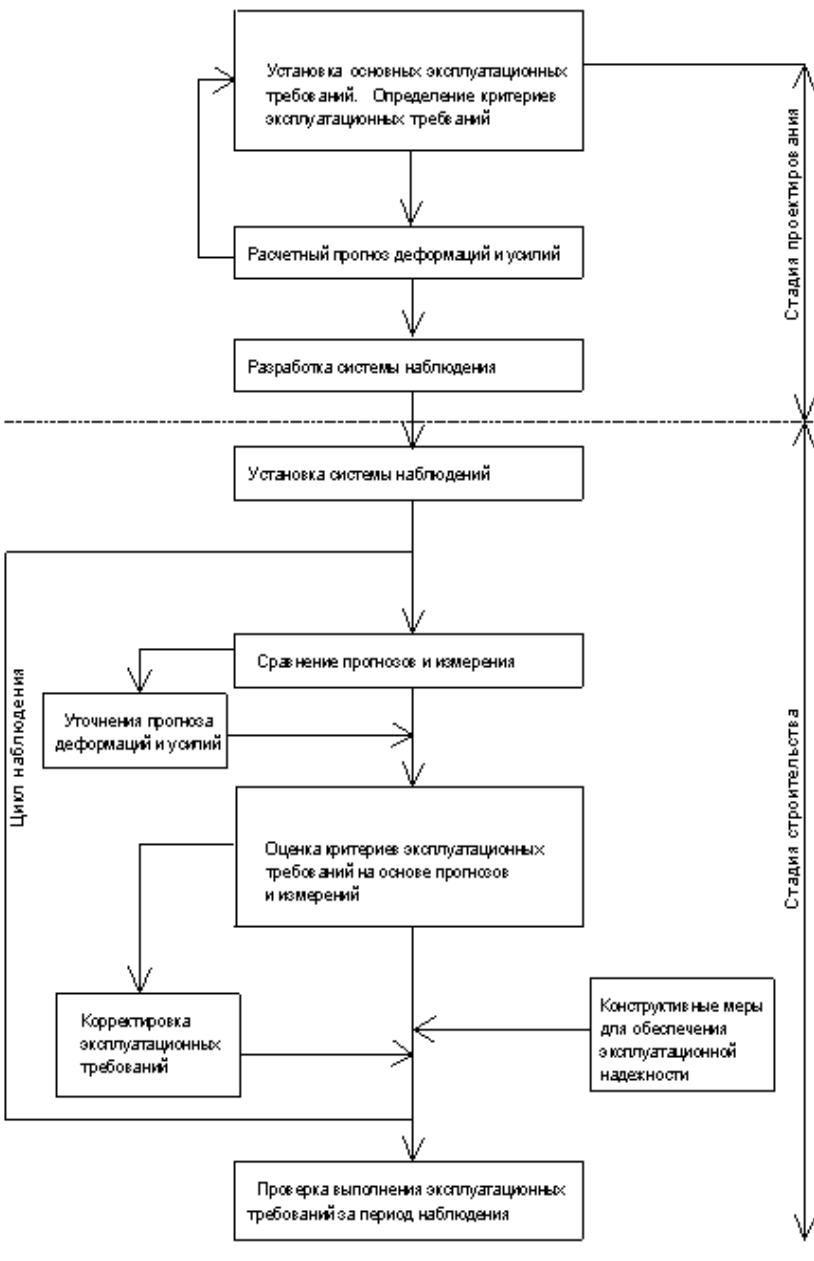 Установка основных эксплуатационных
требований. Определение критериев
эксплуатационных требваний
Стадия проектирования
Расчетный прогноз деформаций и усилий
Разработка системы наблюдения
Установка системы наблюдений
Сравнение прогнозов и измерения
Уточнения прогноза
деформаций и усилий
Цикл наблюдения
Оценка критериев эксплуатационных
требований на основе прогнозов
и измерений
Стадия строительства
Корректировка
эксплуатационных
требований
Конструктивные меры
для обеспечения
эксплуатационной
надежности
Проверка выполнения эксплуатационных
требований за период наблюдения